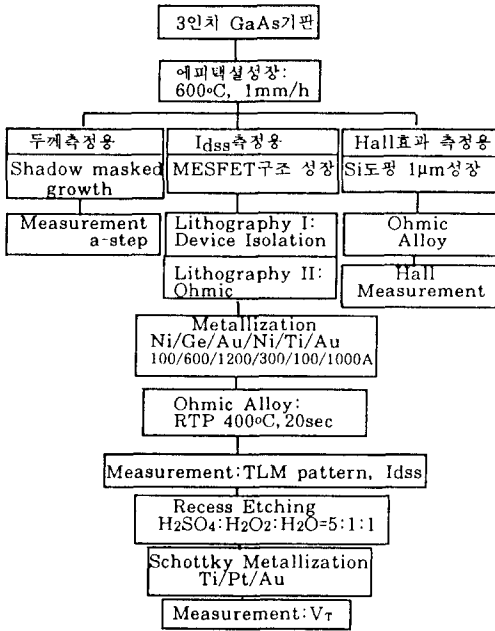 3인치 GaAs기판
에피택셜성장:
600oC, 1mm/h
두께측정용
Shadow masked
growth
Measurement
a-step
Idss측정용
MESFET구조 성장
Lithography I:
Device Isolation
Lithography II:
Ohmic
Hall효과 측정용
Si도핑 1μm성장
Ohmic
Alloy
Hall
Measurement
Metallization
Ni/Ge/Au/Ni/Ti/Au
100/600/1200/300/100/1000A
Ohmic Alloy:
RTP 400oC, 20sec
Measurement:TLM pattern, Idss
Recess Etching
H2SO4:H2O2:H2O=5:1:1
Schottky Metallization
Ti/Pt/Au
Measurement:VT